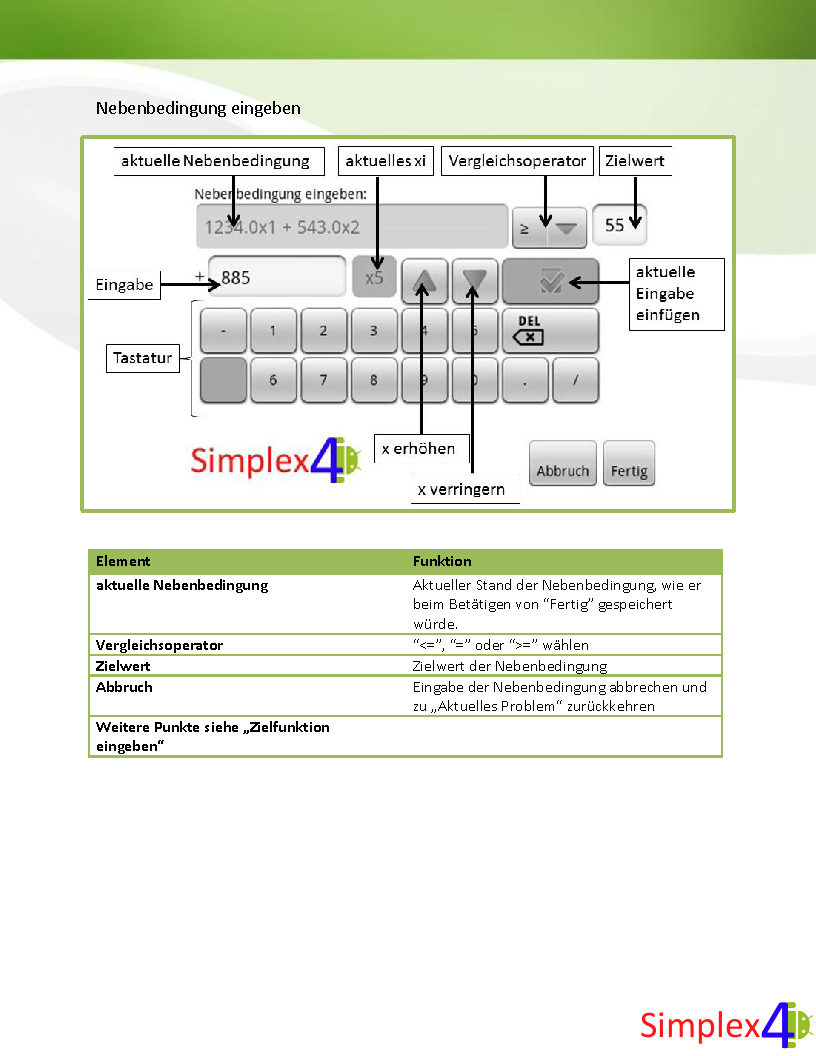 Nebenbedingung eingeben
aktuelle Nebenbedingung
aktuelles xi
Vergleichsoperator
Zielwert
Nebenbedingung eingeben:
1234.0x1 + 543.0x2
≥
55
Eingabe
+
885
x5
aktuelle
Eingabe
einfügen
Tastatur
- 1 2 3 4 5 DEL
6 7 8 9 0 . /
x erhöhen
x verringern
Simplex4
Abbruch
Fertig
Element Funktion
aktuelle Nebenbedingung Aktueller Stand der Nebenbedingung, wie er
beim Betätigen von “Fertig” gespeichert
würde.
Vergleichsoperator “<=”, “=” oder “>=” wählen
Zielwert Zielwert der Nebenbedingung
Abbruch Eingabe der Nebenbedingung abbrechen und
zu „Aktuelles Problem“ zurückkehren
Weitere Punkte siehe „Zielfunktion
eingeben“
Simplex4